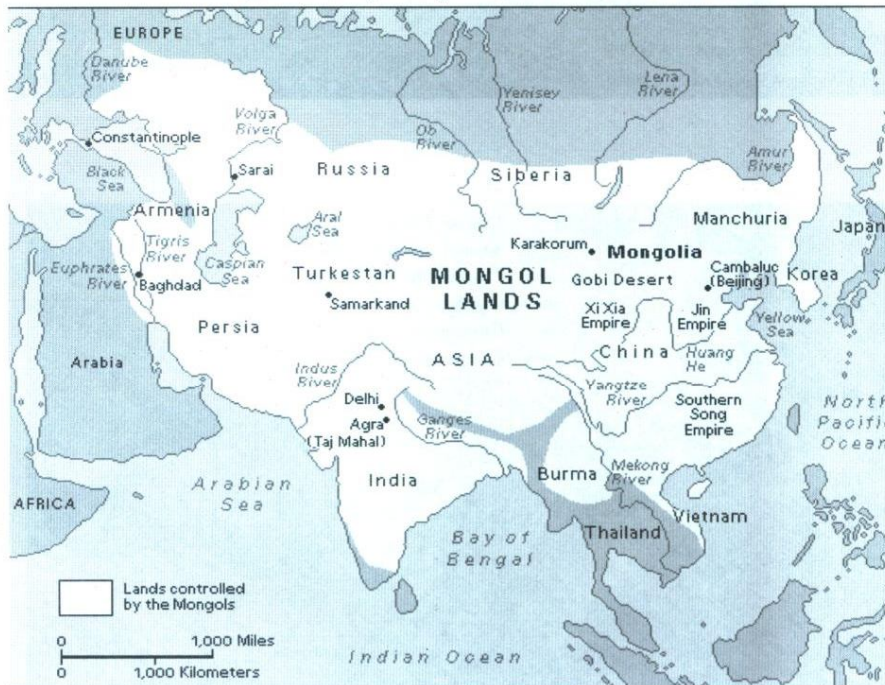 EUROPE
Danube
River
Volga
River
Ob
River
Yenisey
River
Lena
River
Amur
River
Constantinople
Black
Sea
Sarai
Russia
Siberia
Armenia
Aral
Sea
Manchuria
Japan
Tigris
River
Caspian
Sea
Karakorum
Mongolia
Cambaluc
(Beijing)
Korea
Euphrates
River
Baghdad
Turkestan
MONGOL
LANDS
Gobi Desert
Samarkand
Xi Xia
Empire
Jin
Empire
Yellow
Sea
Persia
Arabia
ASIA
China
Huang
He
Indus
River
Yangtze
River
Delhi
Agra
(Taj Mahal)
Ganges
River
Southern
Song
Empire
North
Pacific
Ocean
India
Burma
Mekong
River
Vietnam
Thailand
AFRICA
Arabian
Sea
Bay of
Bengal
Lands controlled
by the Mongols
0
1,000 Miles
0
1,000 Kilometers
Indian Ocean